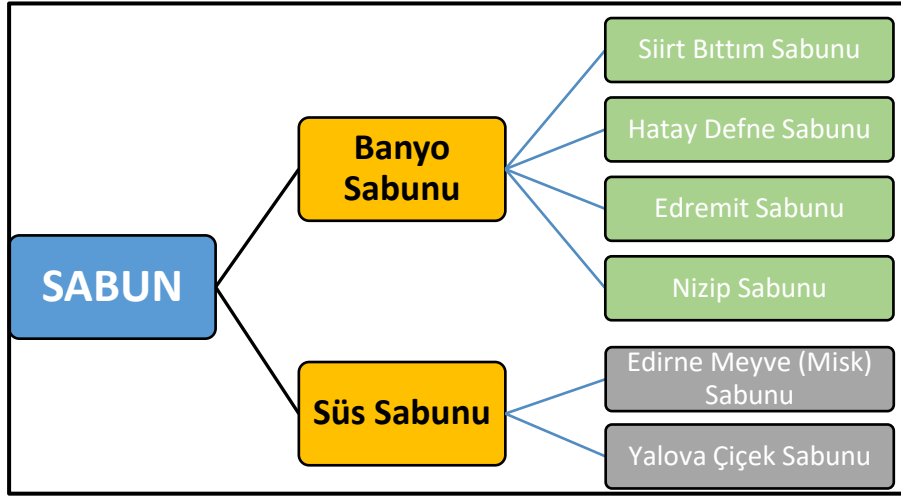 SABUN
Banyo
Sabunu
Siirt Bıttım Sabunu
Hatay Defne Sabunu
Edremit Sabunu
Nizip Sabunu
Süs Sabunu
Edirne Meyve (Misk)
Sabunu
Yalova Çiçek Sabunu